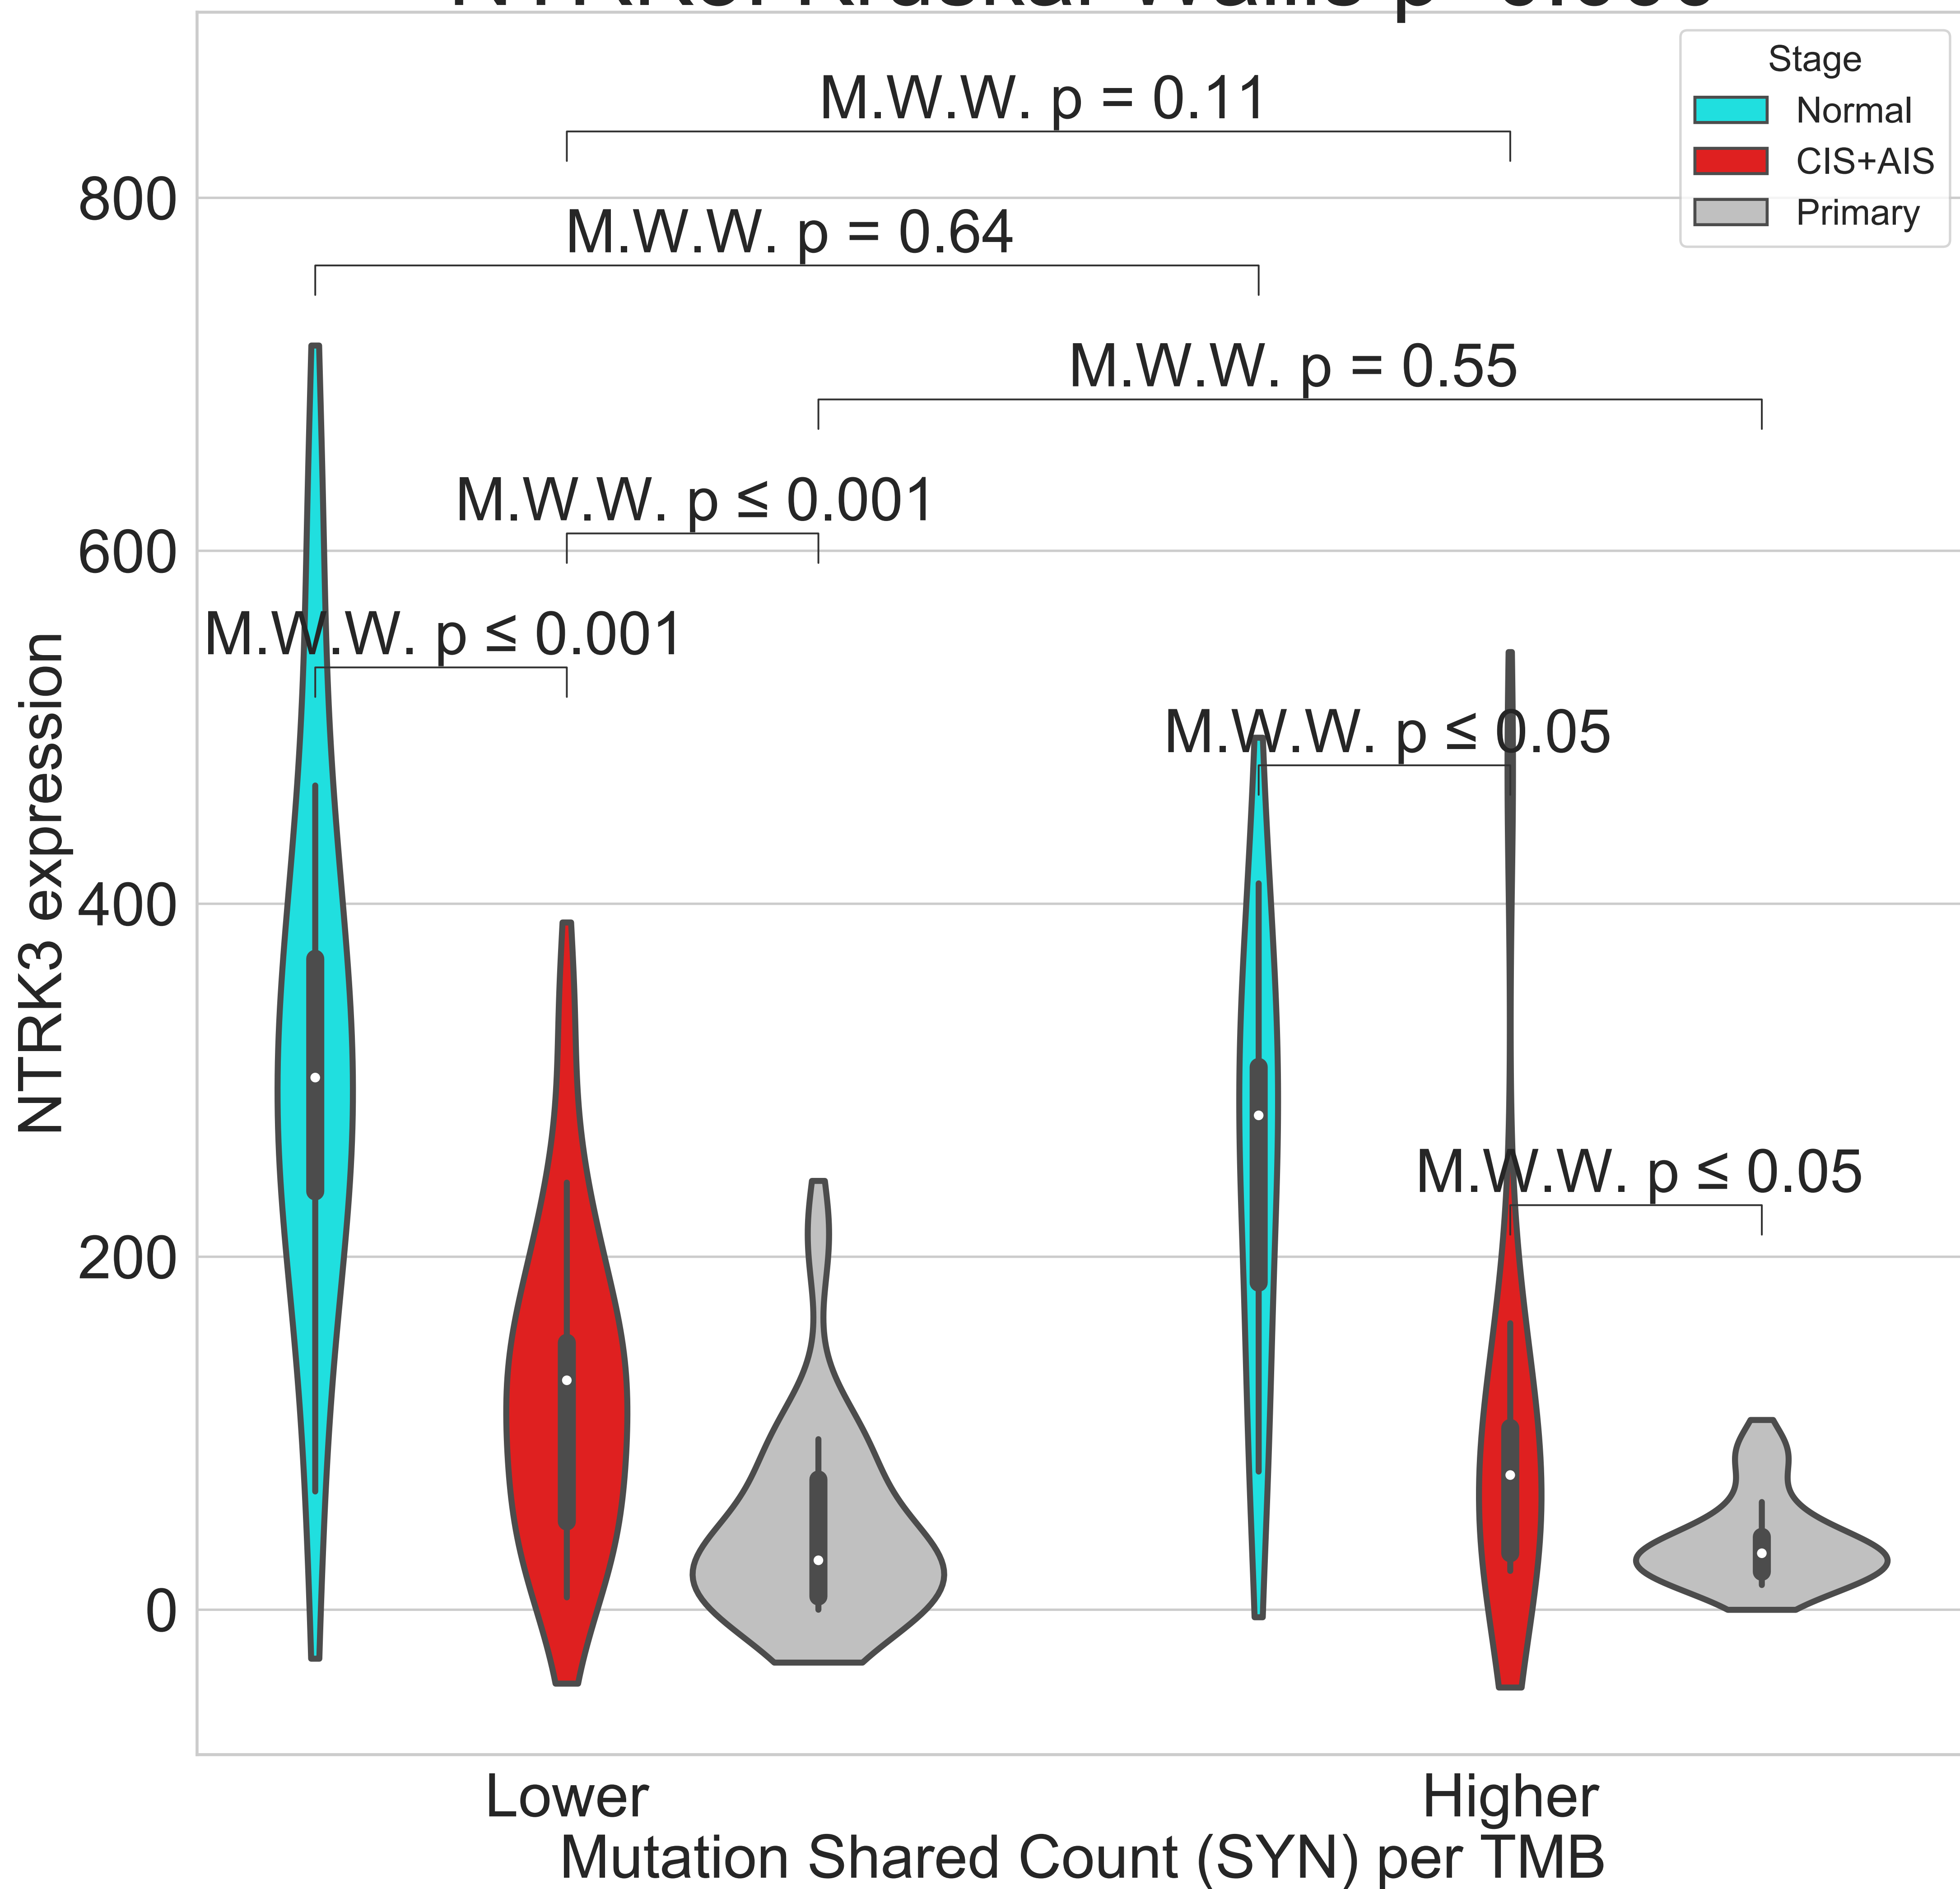 Stage
Normal
CIS+AIS
Primary
M.W.W. p = 0.11
M.W.W. p = 0.64
M.W.W. p = 0.55
M.W.W. p ≤ 0.001
M.W.W. p ≤ 0.001
M.W.W. p ≤ 0.05
M.W.W. p ≤ 0.05
800
600
400
200
0
NTRK3 expression
Lower
Higher
Mutation Shared Count (SYN) per TMB